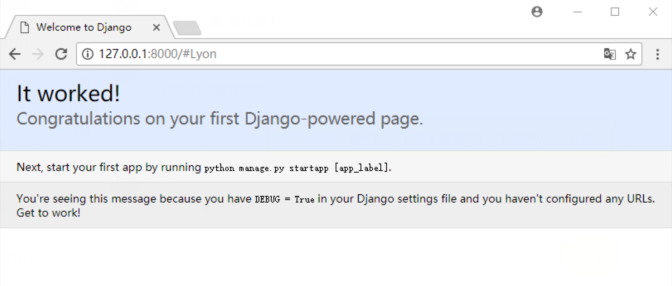 Welcome to Django
127.0.0.1:8000/#Lyon
It worked!
Congratulations on your first Django-powered page.
Next, start your first app by running python manage.py startapp [app_label].
You're seeing this message because you have DEBUG = True in your Django settings file and you haven't configured any URLs.
Get to work!